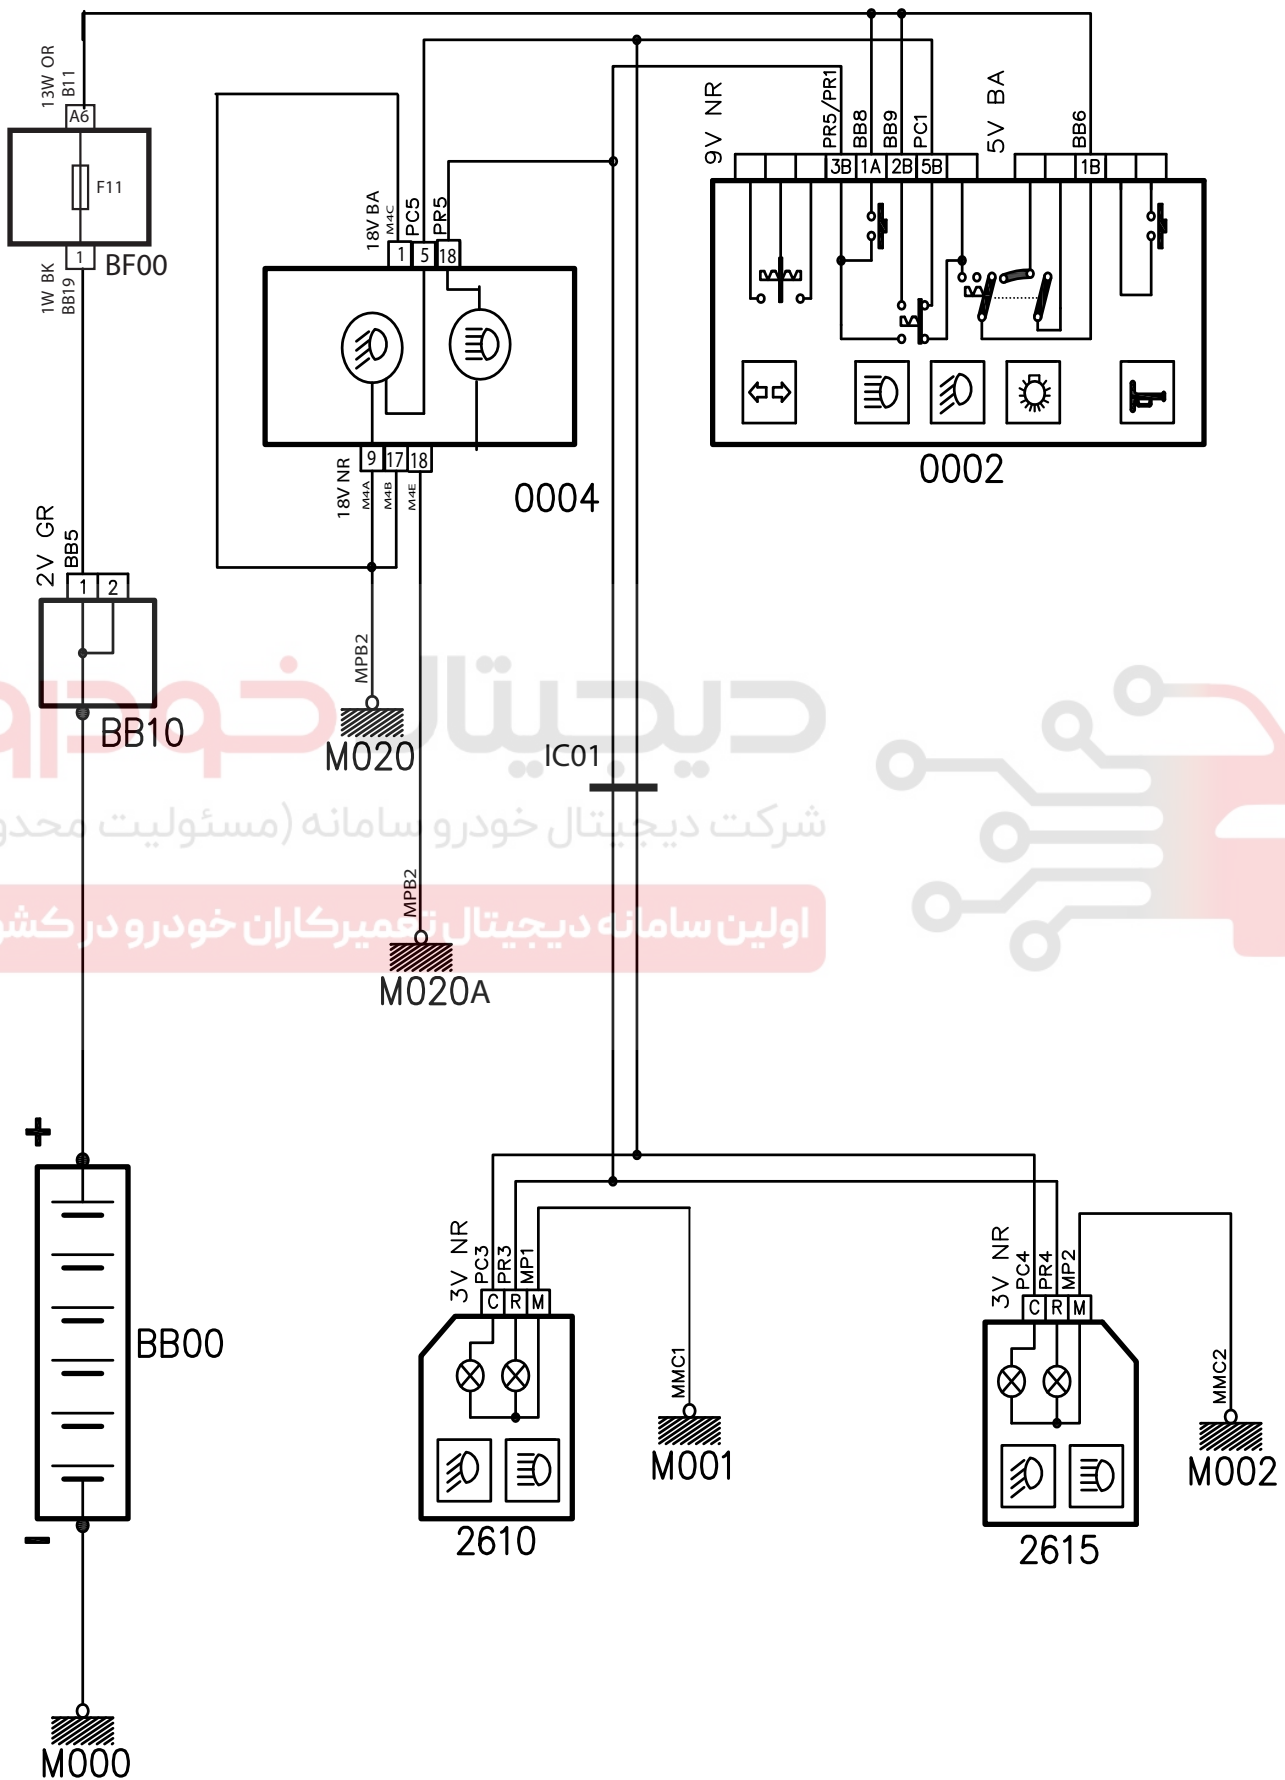 13W OR
B11
A6
F11
1
BF00
1W BK
BB19
2V GR
BB5
1 2
BB10
+
BB00
-
M000
18V BA
M4C
PC5
PR5
1 5 18
9 17 18
18V NR
M4A
M4B
M4E
0004
MPB2
M020
MPB2
M020A
IC01
9V NR
PR5/PR1
BB8
BB9
PC1
5V BA
BB6
3B 1A 2B 5B 1B
0002
دیجیتال خودرو
شرکت دیجیتال خودرو سامانه (مسئولیت
اولین سامانه دیجیتال تعمیرکاران خودرو در
3V NR
PC3
PR3
MP1
C R M
2610
MMC1
M001
3V NR
PC4
PR4
MP2
C R M
2615
MMC2
M002